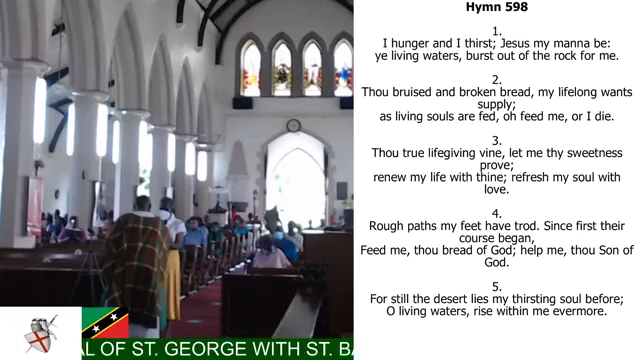 Hymn 598
1.
I hunger and I thirst; Jesus my manna be:
ye living waters, burst out of the rock for me.
2.
Thou bruised and broken bread, my lifelong wants
supply;
as living souls are fed, oh feed me, or I die.
3.
Thou true lifegiving vine, let me thy sweetness
prove;
renew my life with thine; refresh my soul with
love.
4.
Rough paths my feet have trod. Since first their
course began,
Feed me, thou bread of God; help me, thou Son of
God.
5.
For still the desert lies my thirsting soul before;
O living waters, rise within me evermore.
OF ST. GEORGE WITH ST.